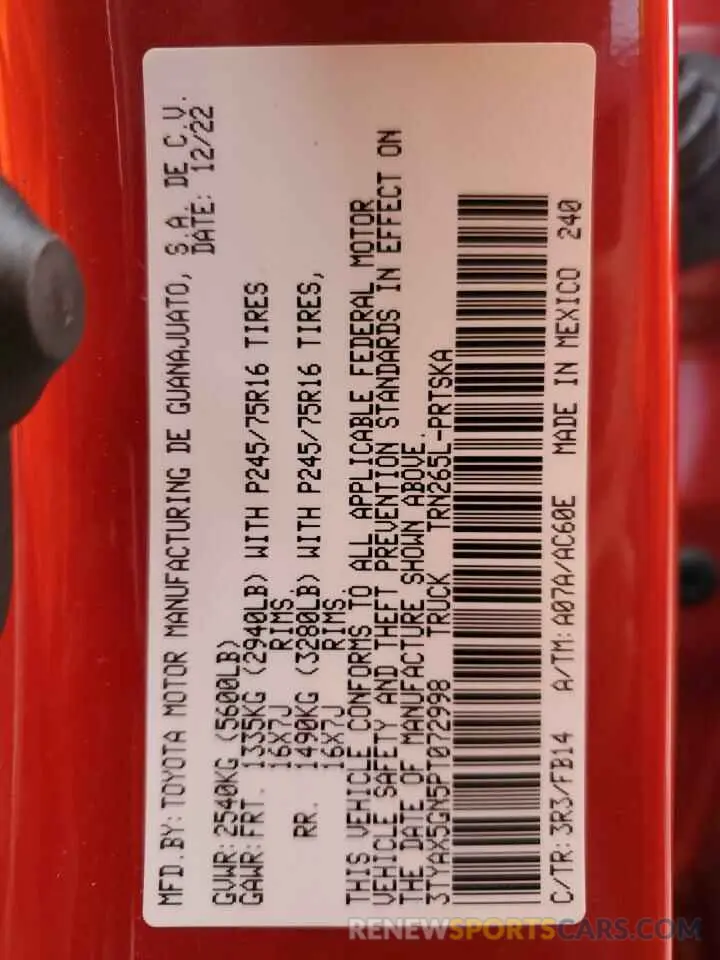 MFD.BY:TOYOTA MOTOR MANUFACTURING DE GUANAJUATO, S.A. DE C.V.
DATE: 12/22
GVWR:2540KG (5600LB)
GAWR:FRT. 1335KG (2940LB) WITH P245/75R16 TIRES
16X7J RIMS.
RR. 1490KG (3280LB) WITH P245/75R16 TIRES,
16X7J RIMS.
THIS VEHICLE CONFORMS TO ALL APPLICABLE FEDERAL MOTOR
VEHICLE SAFETY AND THEFT PREVENTION STANDARDS IN EFFECT ON
THE DATE OF MANUFACTURE SHOWN ABOVE.
3TYAX5GN5PT072998 TRUCK TRN265L-PRTSKA
C/TR:3R3/FB14 A/TM:A07A/AC60E MADE IN MEXICO 240
RENEWSPORTSCARS.COM